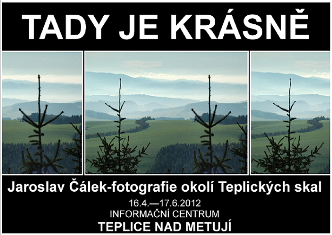 TADY JE KRÁSNĚ
Jaroslav Čálek-fotografie okolí Teplických skal
16.4.—17.6.2012
INFORMAČNÍ CENTRUM
TEPLICE NAD METUJÍ